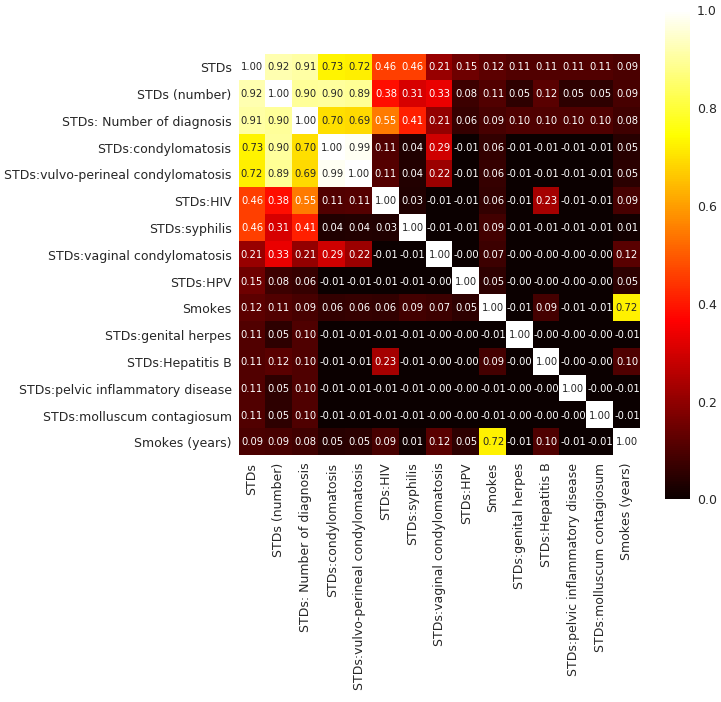 1.0
STDs 1.00 0.92 0.91 0.73 0.72 0.46 0.46 0.21 0.15 0.12 0.11 0.11 0.11 0.11 0.09
STDs (number) 0.92 1.00 0.90 0.90 0.89 0.38 0.31 0.33 0.08 0.11 0.05 0.12 0.05 0.05 0.09
0.8
STDs: Number of diagnosis 0.91 0.90 1.00 0.70 0.69 0.55 0.41 0.21 0.06 0.09 0.10 0.10 0.10 0.10 0.08
STDs:condylomatosis 0.73 0.90 0.70 1.00 0.99 0.11 0.04 0.29 -0.01 0.06 -0.01 -0.01 -0.01 -0.01 0.05
STDs:vulvo-perineal condylomatosis 0.72 0.89 0.69 0.99 1.00 0.11 0.04 0.22 -0.01 0.06 -0.01 -0.01 -0.01 -0.01 0.05
STDs:HIV 0.46 0.38 0.55 0.11 0.11 1.00 0.03 -0.01 -0.01 0.06 -0.01 0.23 -0.01 -0.01 0.09
0.6
STDs:syphilis 0.46 0.31 0.41 0.04 0.04 0.03 1.00 -0.01 -0.01 0.09 -0.01 -0.01 -0.01 -0.01 0.01
STDs:vaginal condylomatosis 0.21 0.33 0.21 0.29 0.22 -0.01 -0.01 1.00 -0.00 0.07 -0.00 -0.00 -0.00 -0.00 0.12
STDs:HPV 0.15 0.08 0.06 -0.01 -0.01 -0.01 -0.01 -0.00 1.00 0.05 -0.00 -0.00 -0.00 -0.00 0.05
0.4
Smokes 0.12 0.11 0.09 0.06 0.06 0.06 0.09 0.07 0.05 1.00 -0.01 0.09 -0.01 -0.01 0.72
STDs:genital herpes 0.11 0.05 0.10 -0.01 -0.01 -0.01 -0.01 -0.00 -0.00 -0.01 1.00 -0.00 -0.00 -0.00 -0.01
STDs:Hepatitis B 0.11 0.12 0.10 -0.01 -0.01 0.23 -0.01 -0.00 -0.00 0.09 -0.00 1.00 -0.00 -0.00 0.10
STDs:pelvic inflammatory disease 0.11 0.05 0.10 -0.01 -0.01 -0.01 -0.01 -0.00 -0.00 -0.01 -0.00 -0.00 1.00 -0.00 -0.01
0.2
STDs:molluscum contagiosum 0.11 0.05 0.10 -0.01 -0.01 -0.01 -0.01 -0.00 -0.00 -0.01 -0.00 -0.00 -0.00 1.00 -0.01
Smokes (years) 0.09 0.09 0.08 0.05 0.05 0.09 0.01 0.12 0.05 0.72 -0.01 0.10 -0.01 -0.01 1.00
0.0
STDs
STDs (number)
STDs: Number of diagnosis
STDs:condylomatosis
STDs:vulvo-perineal condylomatosis
STDs:HIV
STDs:syphilis
STDs:vaginal condylomatosis
STDs:HPV
Smokes
STDs:genital herpes
STDs:Hepatitis B
STDs:pelvic inflammatory disease
STDs:molluscum contagiosum
Smokes (years)